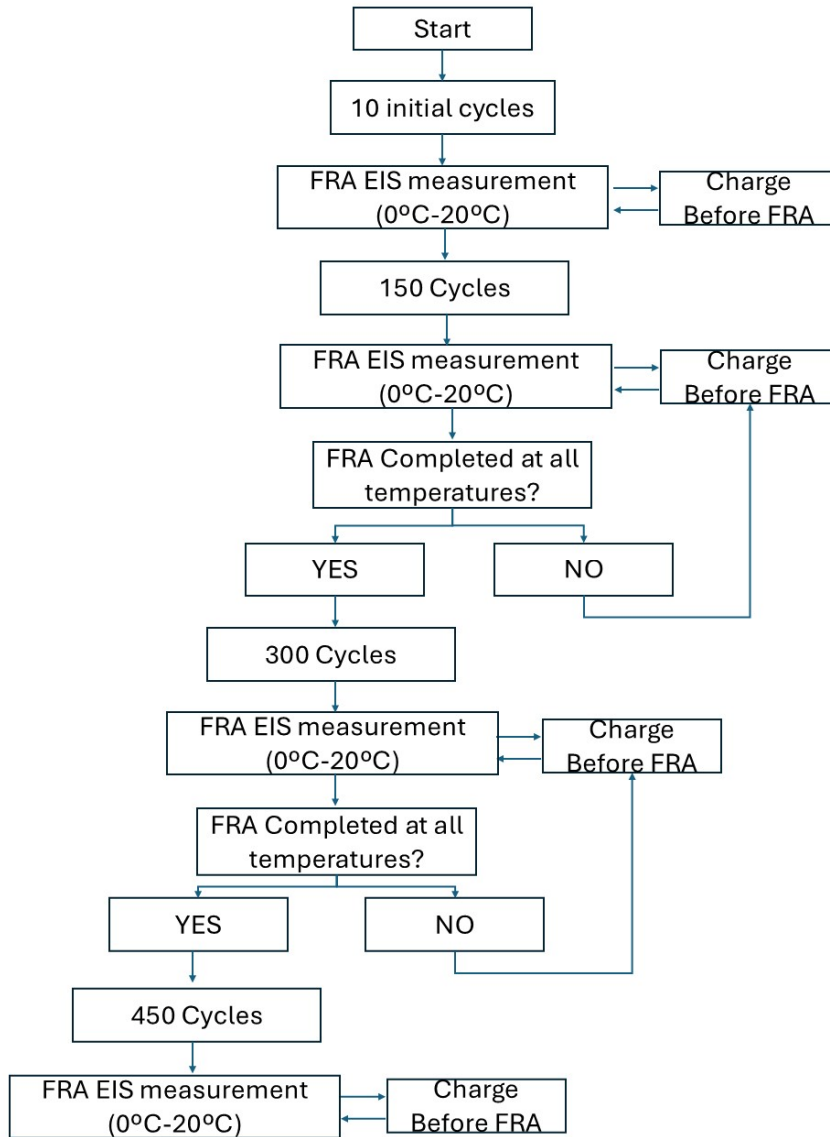 Start
10 initial cycles
FRA EIS measurement
(0ºC-20ºC)
Charge
Before FRA
150 Cycles
FRA EIS measurement
(0ºC-20ºC)
Charge
Before FRA
FRA Completed at all
temperatures?
YES
NO
300 Cycles
FRA EIS measurement
(0ºC-20ºC)
Charge
Before FRA
FRA Completed at all
temperatures?
YES
NO
450 Cycles
FRA EIS measurement
(0ºC-20ºC)
Charge
Before FRA